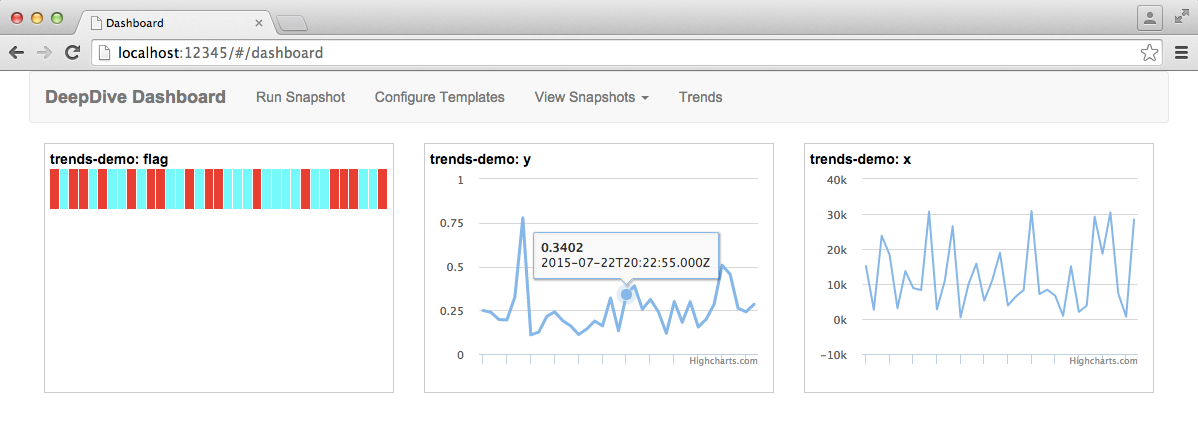 Dashboard
localhost:12345/#/dashboard
DeepDive Dashboard Run Snapshot Configure Templates View Snapshots Trends
trends-demo: flag
trends-demo: y
1
0.75
0.5
0.25
0
0.3402
2015-07-22T20:22:55.000Z
Highcharts.com
trends-demo: x
40k
30k
20k
10k
0k
-10k
Highcharts.com